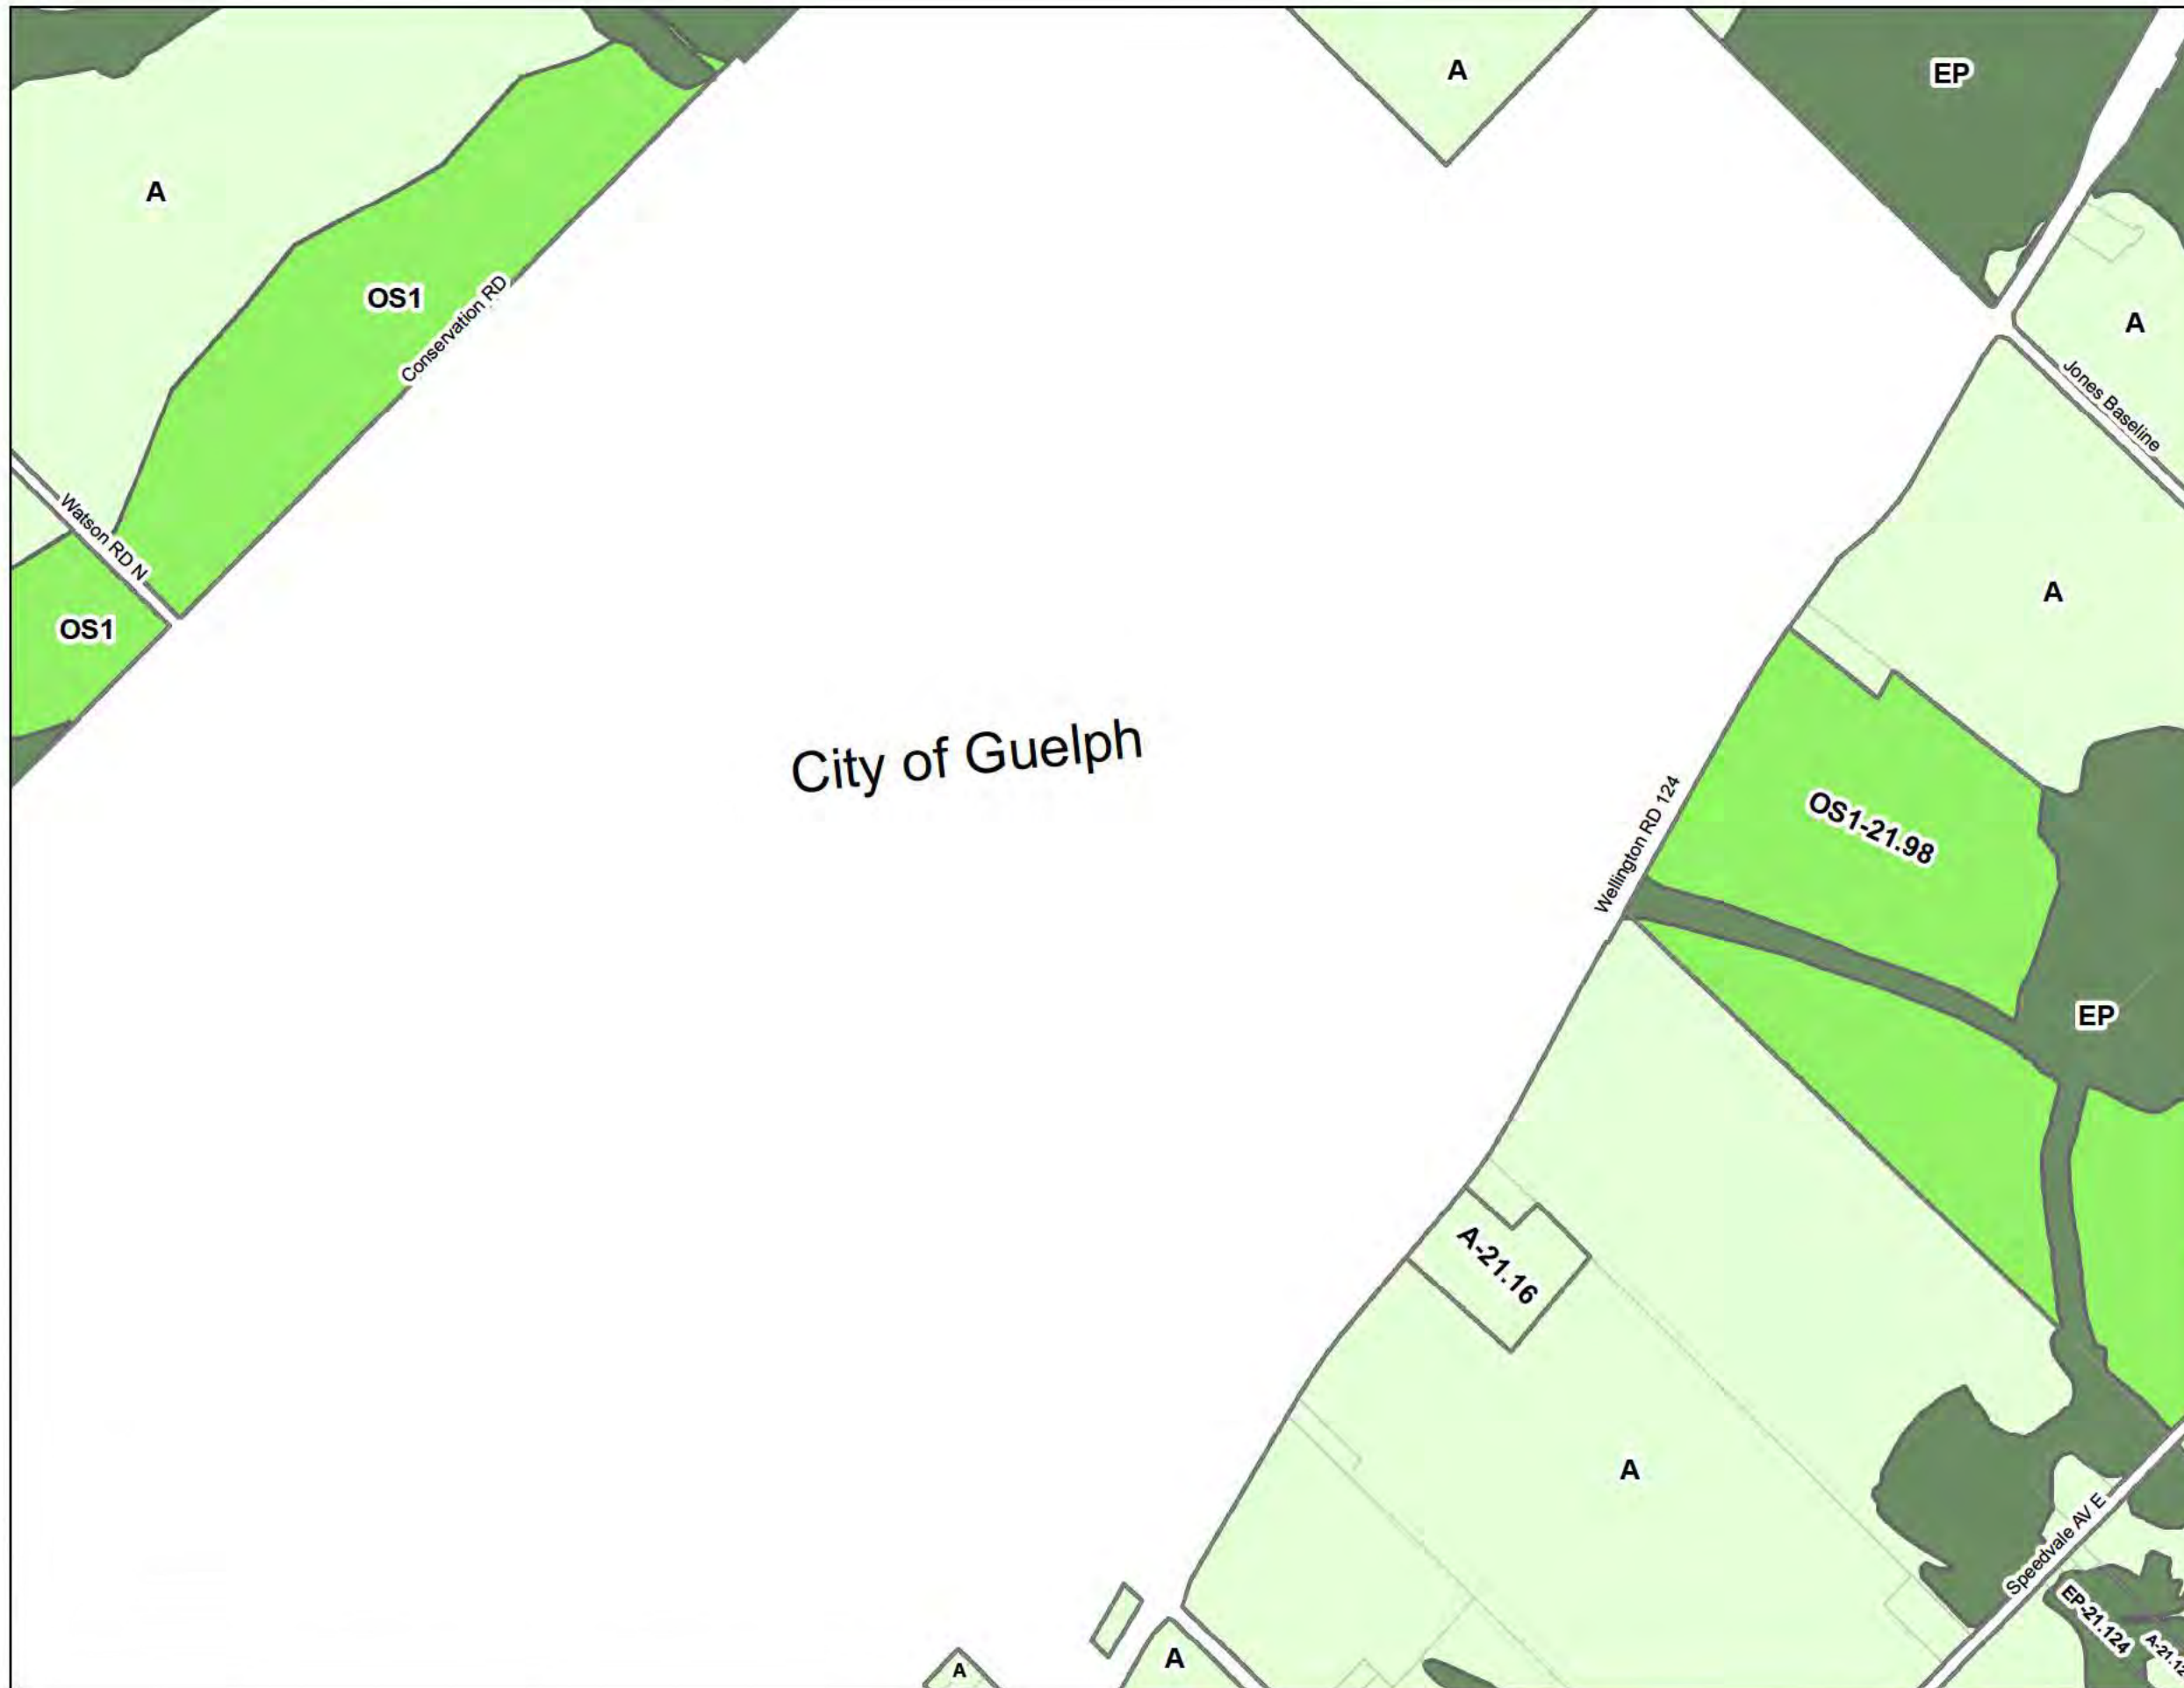 A
EP
A
OS1
Conservation RD
A
Jones Baseline
Watson RD N
A
OS1
City of Guelph
OS1-21.98
Wellington RD 124
EP
A-21.16
A
Speedvale AV E
EP-21.124
A
A